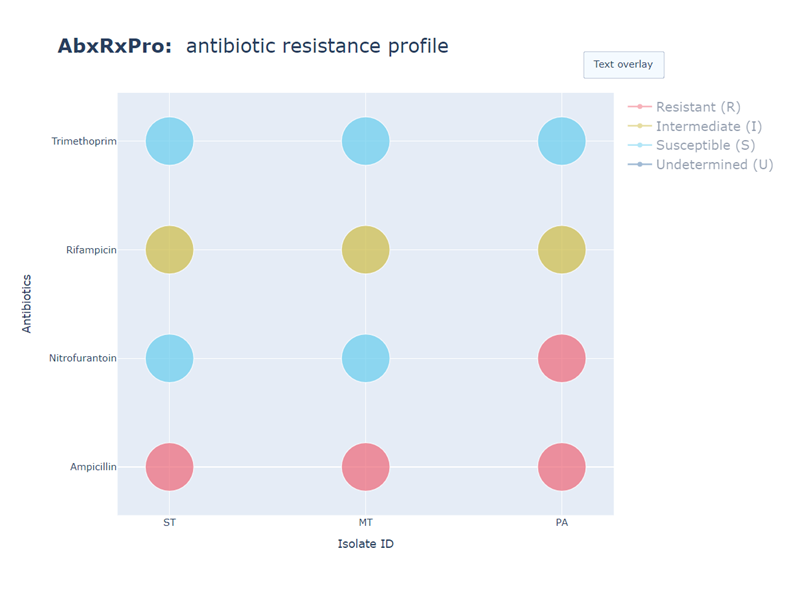 AbxRxPro: antibiotic resistance profile
Text overlay
Resistant (R)
Intermediate (I)
Susceptible (S)
Undetermined (U)
Antibiotics
Trimethoprim
Rifampicin
Nitrofurantoin
Ampicillin
ST MT PA
Isolate ID